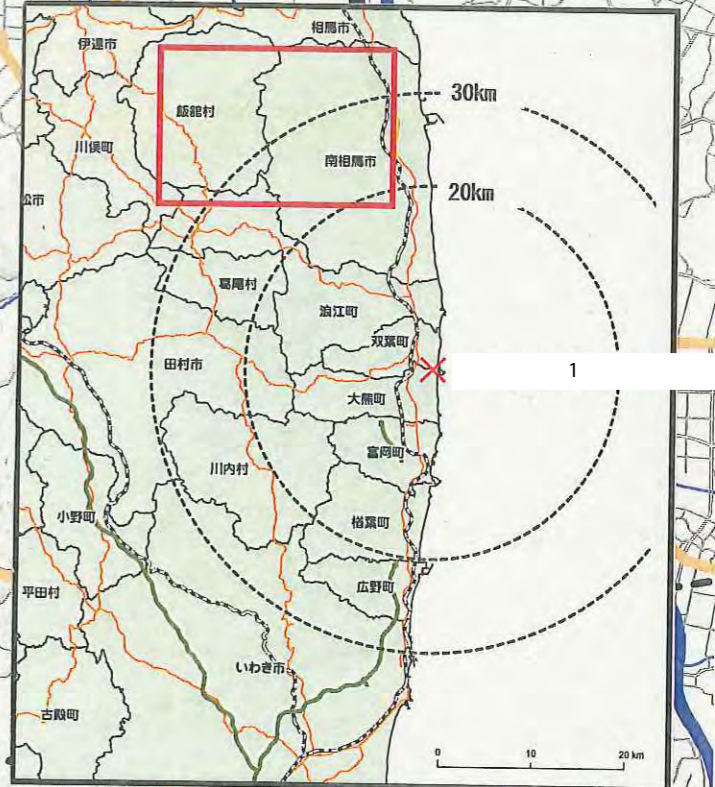 相馬市
伊達市
30km
飯舘村
川俣町
南相馬市
20km
公市
葛尾村
浪江町
双葉町
田村市
1
大熊町
富岡町
川内村
楢葉町
小野町
広野町
平田村
いわき市
古殿町
0 10 20 km